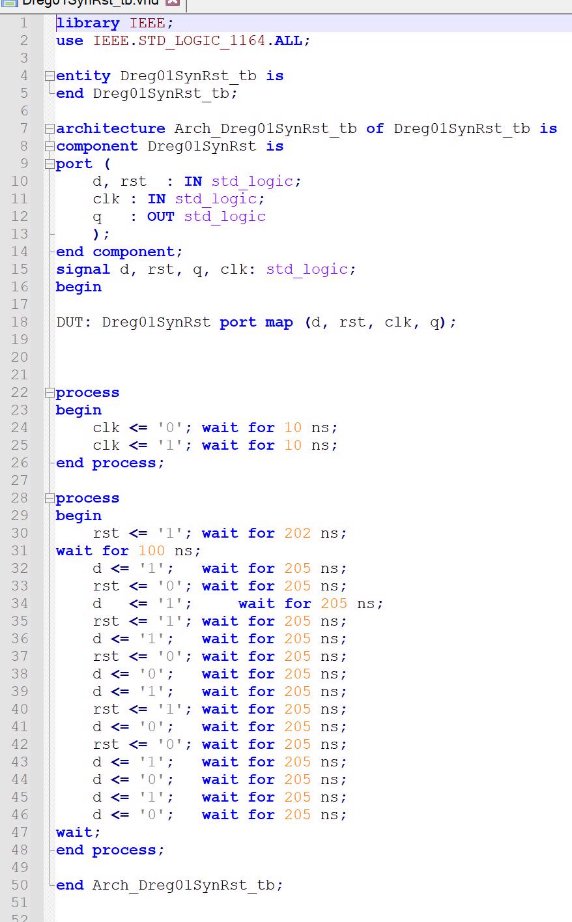 Dreg01SynRst_tb.vhd
1 library IEEE;
2 use IEEE.STD_LOGIC_1164.ALL;
3
4 entity Dreg01SynRst_tb is
5 end Dreg01SynRst_tb;
6
7 architecture Arch_Dreg01SynRst_tb of Dreg01SynRst_tb is
8 component Dreg01SynRst is
9 port (
10 d, rst : IN std_logic;
11 clk : IN std_logic;
12 q : OUT std_logic
13 );
14 end component;
15 signal d, rst, q, clk: std_logic;
16 begin
17
18 DUT: Dreg01SynRst port map (d, rst, clk, q);
19
20
21
22 process
23 begin
24 clk <= '0'; wait for 10 ns;
25 clk <= '1'; wait for 10 ns;
26 end process;
27
28 process
29 begin
30 rst <= '1'; wait for 202 ns;
31 wait for 100 ns;
32 d <= '1'; wait for 205 ns;
33 rst <= '0'; wait for 205 ns;
34 d <= '1'; wait for 205 ns;
35 rst <= '1'; wait for 205 ns;
36 d <= '1'; wait for 205 ns;
37 rst <= '0'; wait for 205 ns;
38 d <= '0'; wait for 205 ns;
39 d <= '1'; wait for 205 ns;
40 rst <= '1'; wait for 205 ns;
41 d <= '0'; wait for 205 ns;
42 rst <= '0'; wait for 205 ns;
43 d <= '1'; wait for 205 ns;
44 d <= '0'; wait for 205 ns;
45 d <= '1'; wait for 205 ns;
46 d <= '0'; wait for 205 ns;
47 wait;
48 end process;
49
50 end Arch_Dreg01SynRst_tb;
51
52